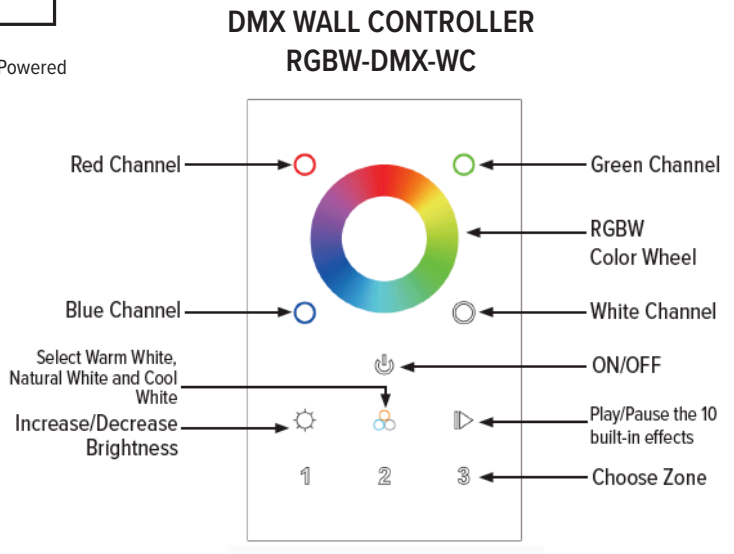 DMX WALL CONTROLLER
RGBW-DMX-WC
Powered
Red Channel
Green Channel
RGBW
Color Wheel
Blue Channel
White Channel
Select Warm White,
Natural White and Cool
White
ON/OFF
Increase/Decrease
Brightness
Play/Pause the 10
built-in effects
1 2 3
Choose Zone